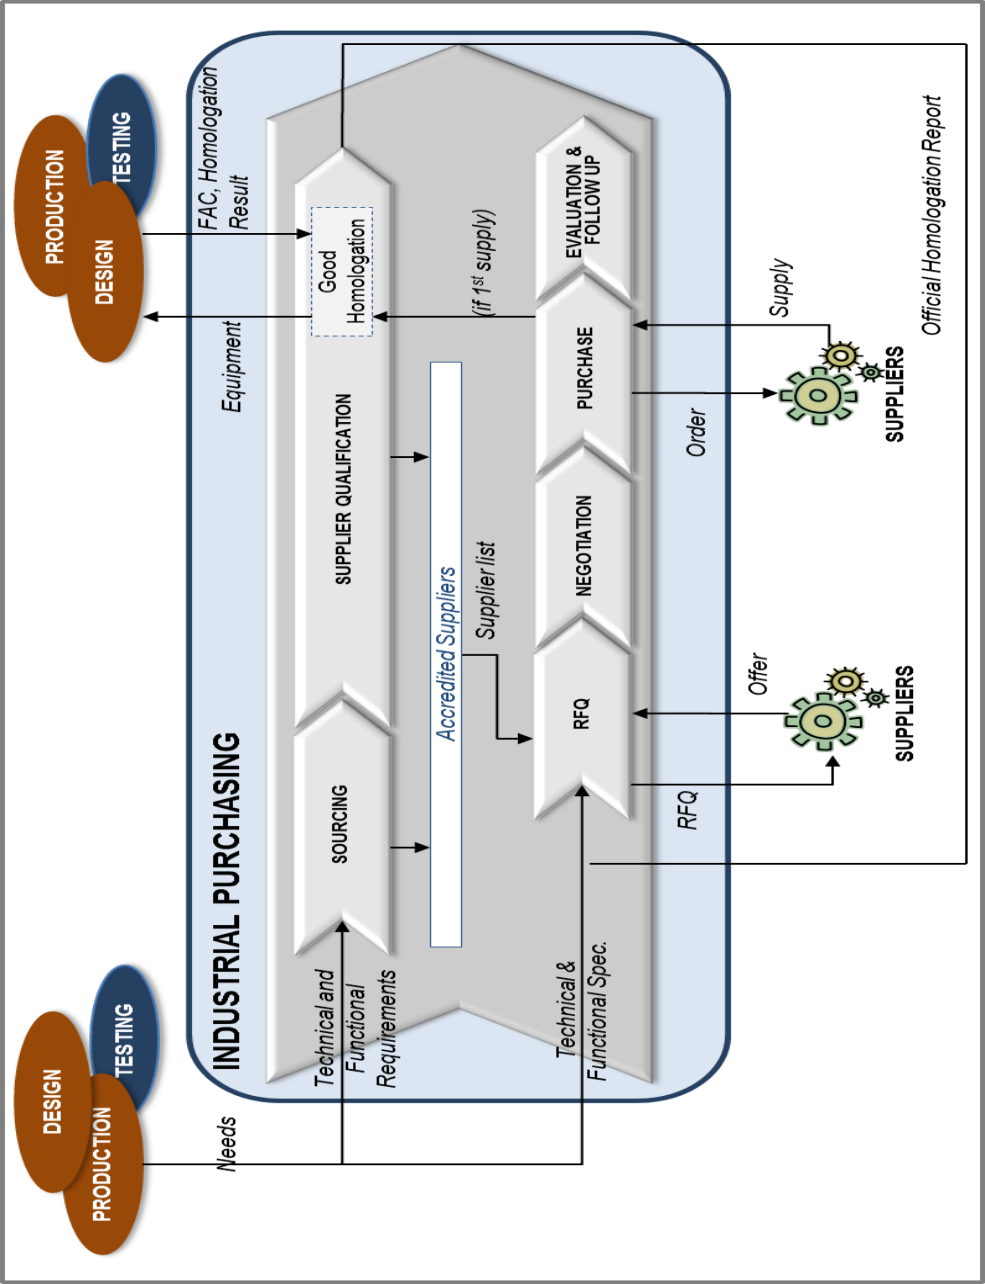 DESIGN
PRODUCTION
TESTING
PRODUCTION
DESIGN
TESTING
Needs
Equipment
FAC, Homologation
Result
INDUSTRIAL PURCHASING
Technical and
Functional
Requirements
SOURCING
SUPPLIER QUALIFICATION
Good
Homologation
Accredited Suppliers
Supplier list
(if 1st supply)
Technical &
Functional Spec.
RFQ
NEGOTIATION
PURCHASE
EVALUATION &
FOLLOW UP
RFQ
Offer
Order
Supply
SUPPLIERS
SUPPLIERS
Official Homologation Report